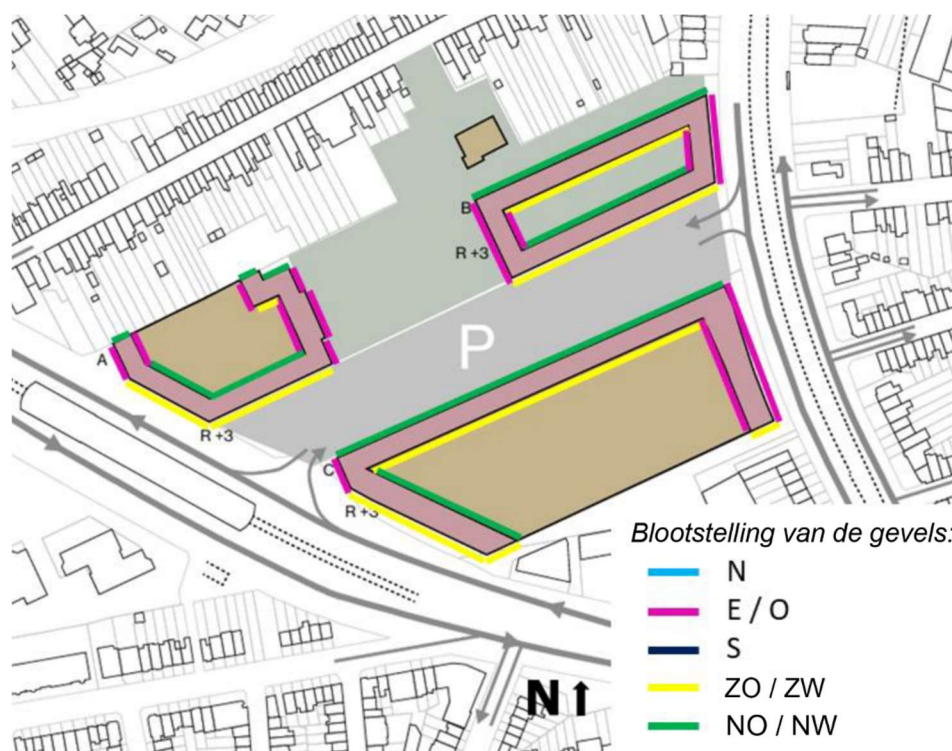 B
R +3
A
P
R +3
C
R +3
Blootstelling van de gevels:
N
E / O
S
ZO / ZW
NO / NW
N